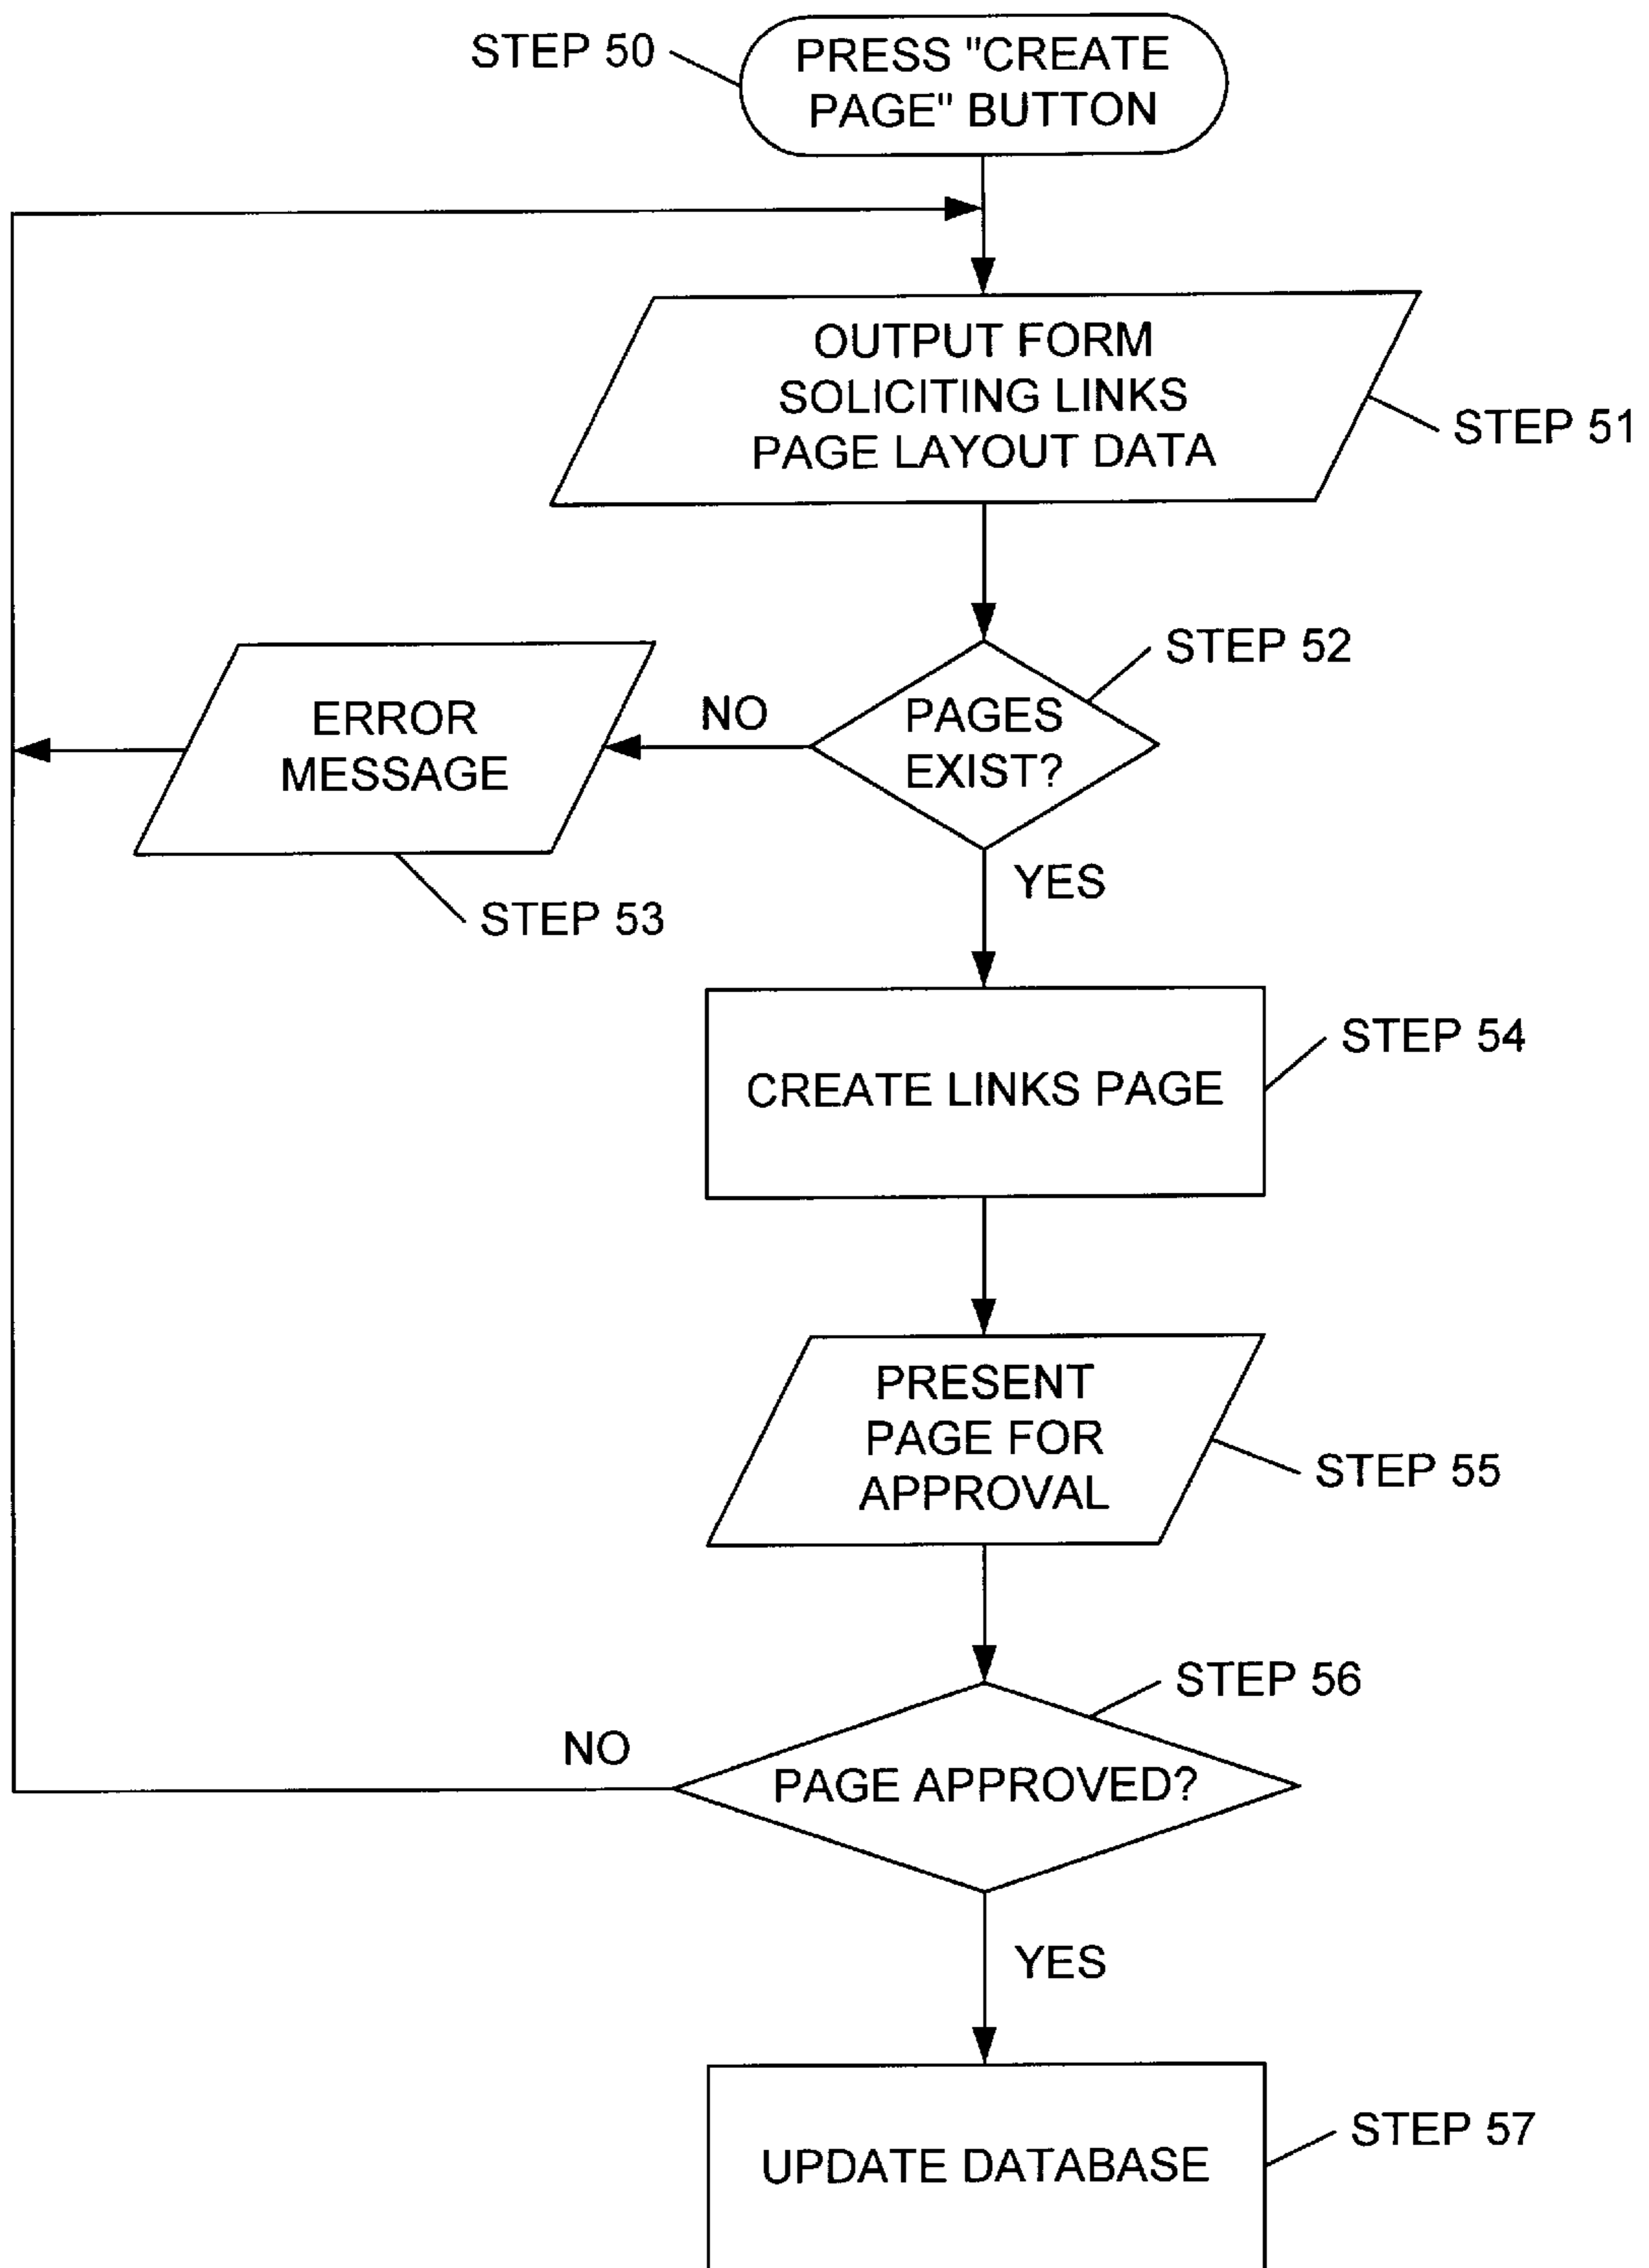 STEP 50
PRESS "CREATE
PAGE" BUTTON
OUTPUT FORM
SOLICITING LINKS
PAGE LAYOUT DATA
STEP 51
STEP 52
PAGES
EXIST?
NO
ERROR
MESSAGE
STEP 53
YES
STEP 54
CREATE LINKS PAGE
PRESENT
PAGE FOR
APPROVAL
STEP 55
STEP 56
NO
PAGE APPROVED?
YES
STEP 57
UPDATE DATABASE